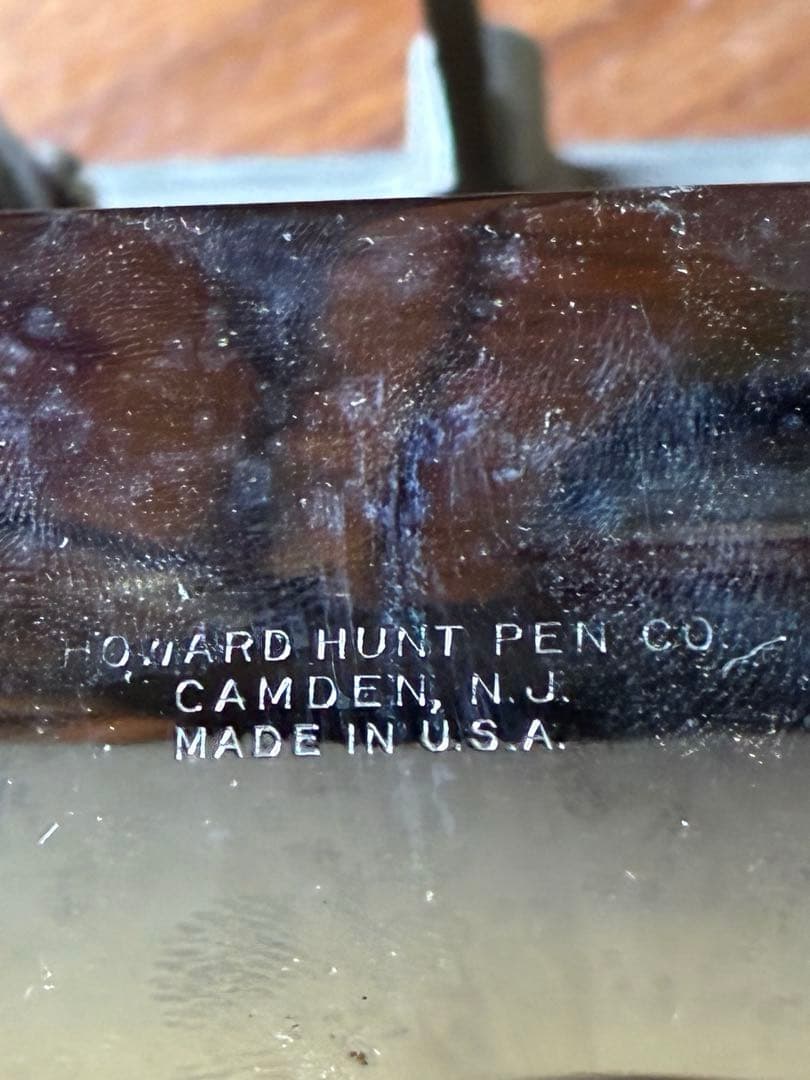 HOWARD HUNT PEN CO.
CAMDEN, N.J.
MADE IN U.S.A.